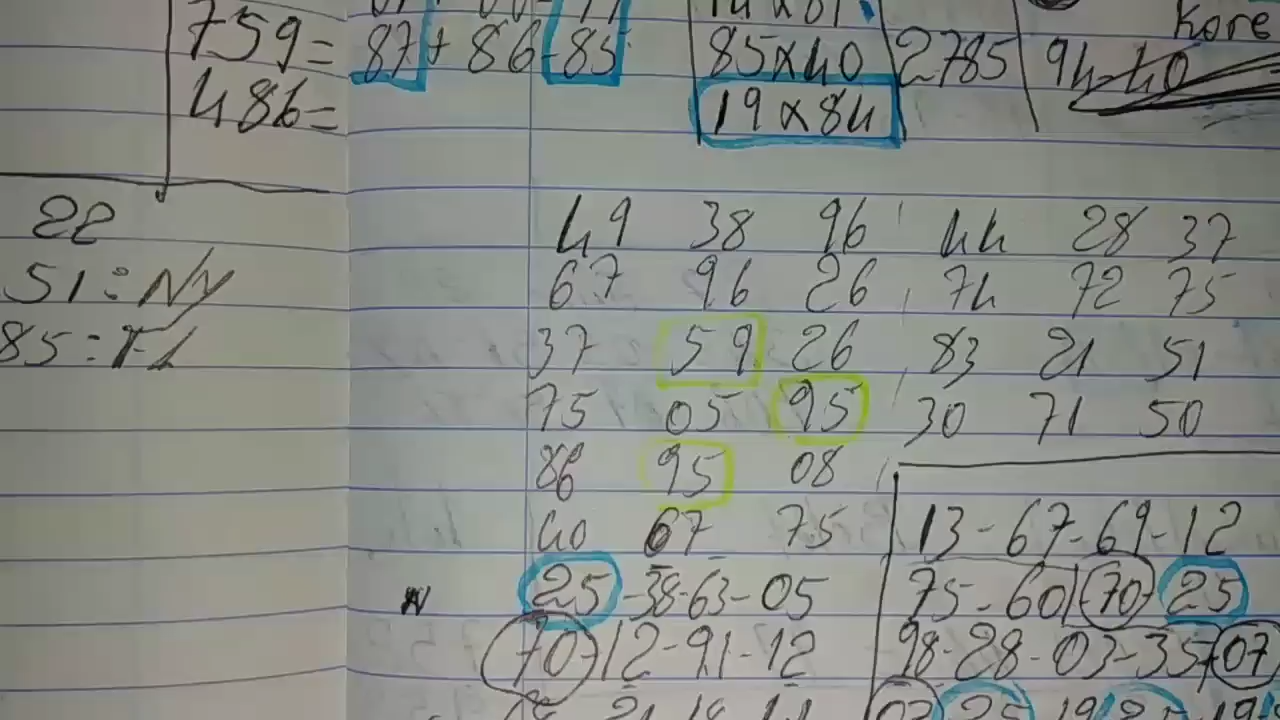 Kore
759= 87+ 86-85 85x40 2785 94-40
486= 19x84
22
51:Ny
85:FL
49 38 96 44 28 37
67 96 26 74 72 75
37 59 26 83 21 51
75 05 95 30 71 50
86 95 08
40 67 75
13-67-69-12
25-38-63-05
75-60 70-25
70-12-91-12
98-28-03-35-07